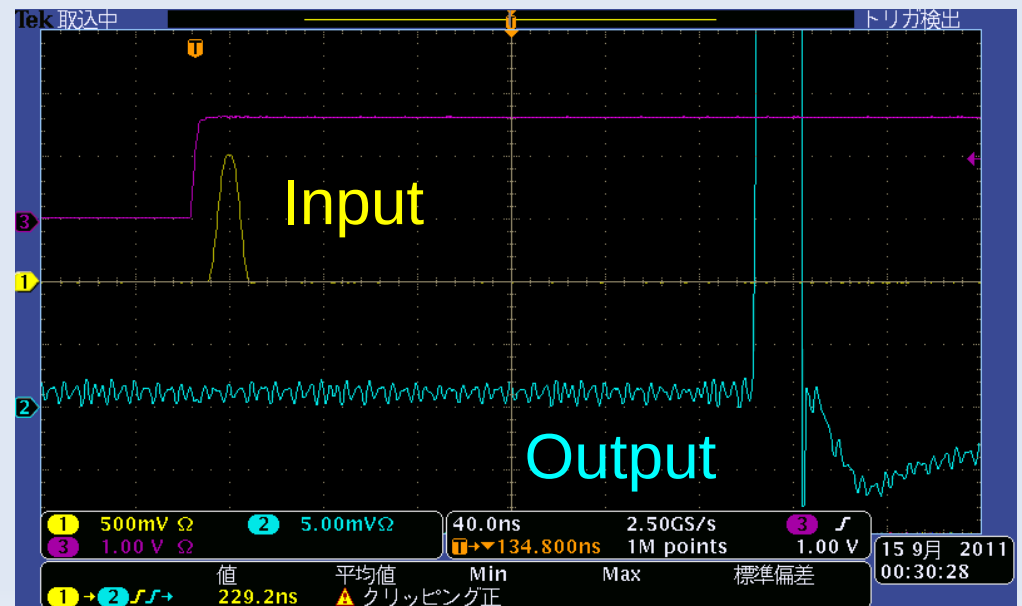 Tek 取込中 T トリガ検出
T
Input
3
1
2
Output
1 500mV Ω 2 5.00mVΩ 40.0ns 2.50GS/s 3
3 1.00 V Ω T→▼134.800ns 1M points 1.00 V
15 9月 2011
00:30:28
値 平均値 Min Max 標準偏差
1→2 229.2ns クリッピング正